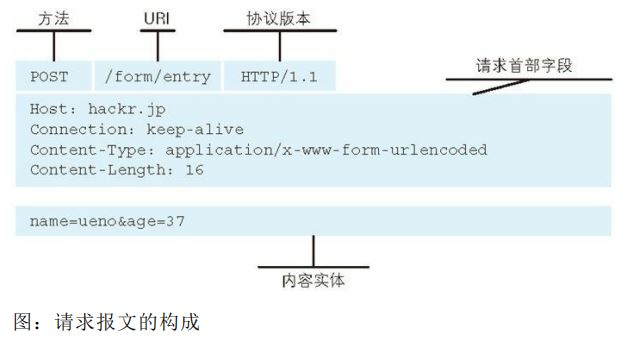 方法 URI 协议版本
请求首部字段
POST /form/entry HTTP/1.1
Host: hackr.jp
Connection: keep-alive
Content-Type: application/x-www-form-urlencoded
Content-Length: 16
name=ueno&age=37
内容实体
图：请求报文的构成